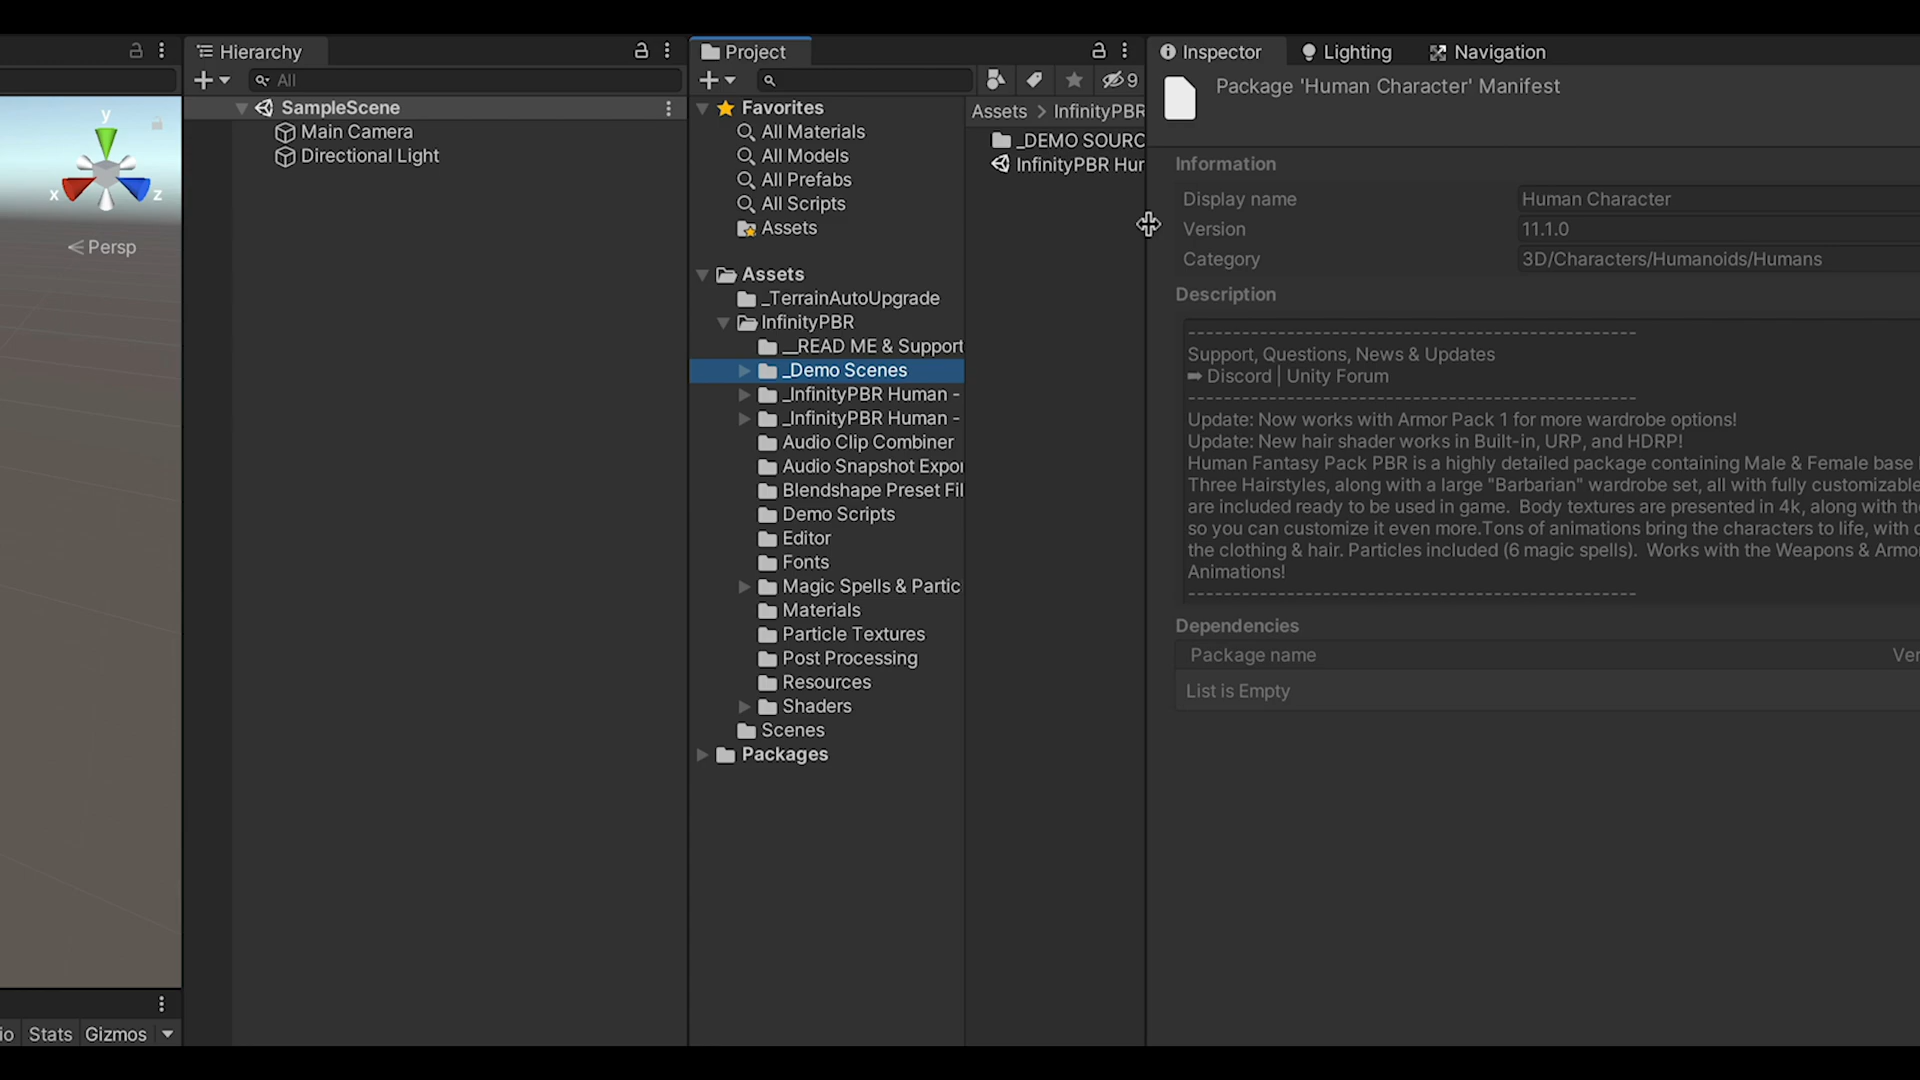 Hierarchy
All
SampleScene
Main Camera
Directional Light
y
x
z
Persp
io
Stats
Gizmos
Project
9
Favorites
All Materials
All Models
All Prefabs
All Scripts
Assets
Assets
_TerrainAutoUpgrade
InfinityPBR
__READ ME & Support
_Demo Scenes
_InfinityPBR Human -
_InfinityPBR Human -
Audio Clip Combiner
Audio Snapshot Expor
Blendshape Preset Fil
Demo Scripts
Editor
Fonts
Magic Spells & Partic
Materials
Particle Textures
Post Processing
Resources
Shaders
Scenes
Packages
Assets > InfinityPBR
_DEMO SOURC
InfinityPBR Hur
Inspector
Lighting
Navigation
Package 'Human Character' Manifest
Information
Display name Human Character
Version 11.1.0
Category 3D/Characters/Humanoids/Humans
Description
--------------------------------------------------
Support, Questions, News & Updates
➡ Discord | Unity Forum
--------------------------------------------------
Update: Now works with Armor Pack 1 for more wardrobe options!
Update: New hair shader works in Built-in, URP, and HDRP!
Human Fantasy Pack PBR is a highly detailed package containing Male & Female base
Three Hairstyles, along with a large "Barbarian" wardrobe set, all with fully customizable
are included ready to be used in game. Body textures are presented in 4k, along with the
so you can customize it even more.Tons of animations bring the characters to life, with c
the clothing & hair. Particles included (6 magic spells). Works with the Weapons & Armo
Animations!
--------------------------------------------------
Dependencies
Package name Ver
List is Empty